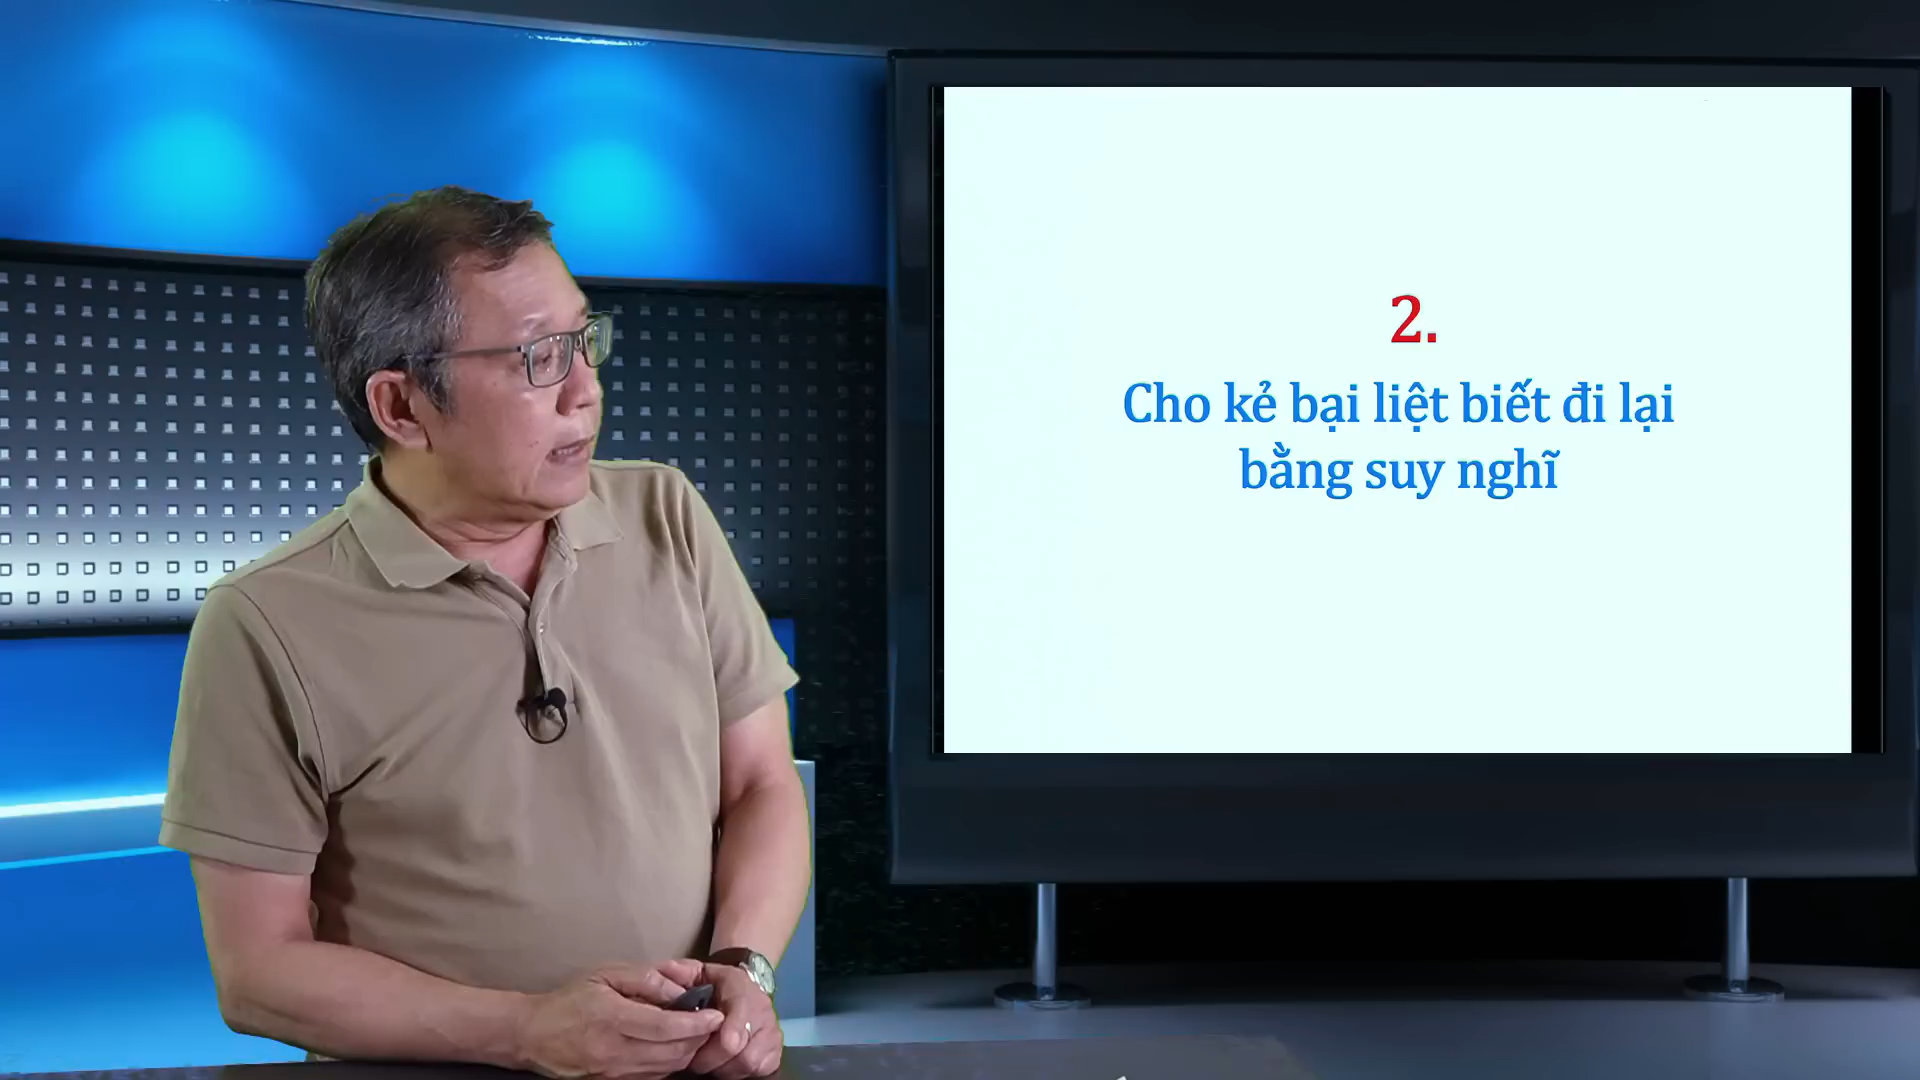 2.
Cho kẻ bại liệt biết đi lại
bằng suy nghĩ